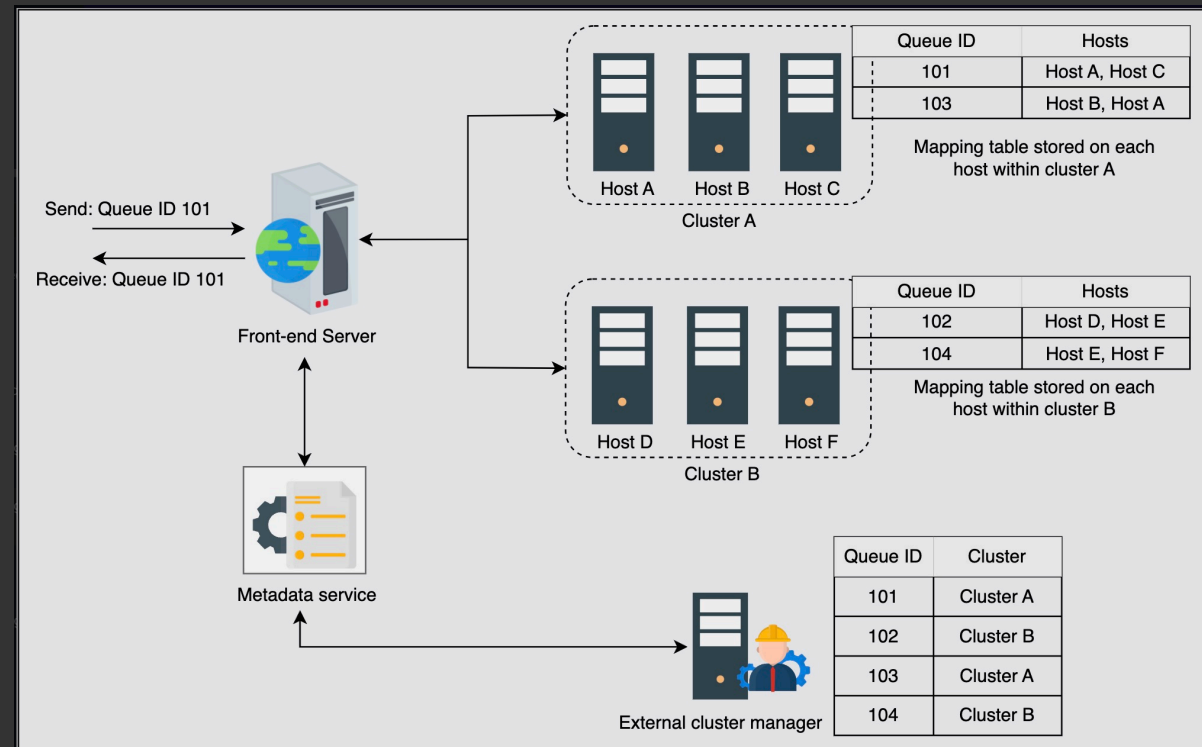 Queue ID Hosts
101 Host A, Host C
103 Host B, Host A
Mapping table stored on each
host within cluster A
Host A Host B Host C
Cluster A
Send: Queue ID 101
Receive: Queue ID 101
Front-end Server
Queue ID Hosts
102 Host D, Host E
104 Host E, Host F
Mapping table stored on each
host within cluster B
Host D Host E Host F
Cluster B
Metadada service
Queue ID Cluster
101 Cluster A
102 Cluster B
103 Cluster A
104 Cluster B
External cluster manager